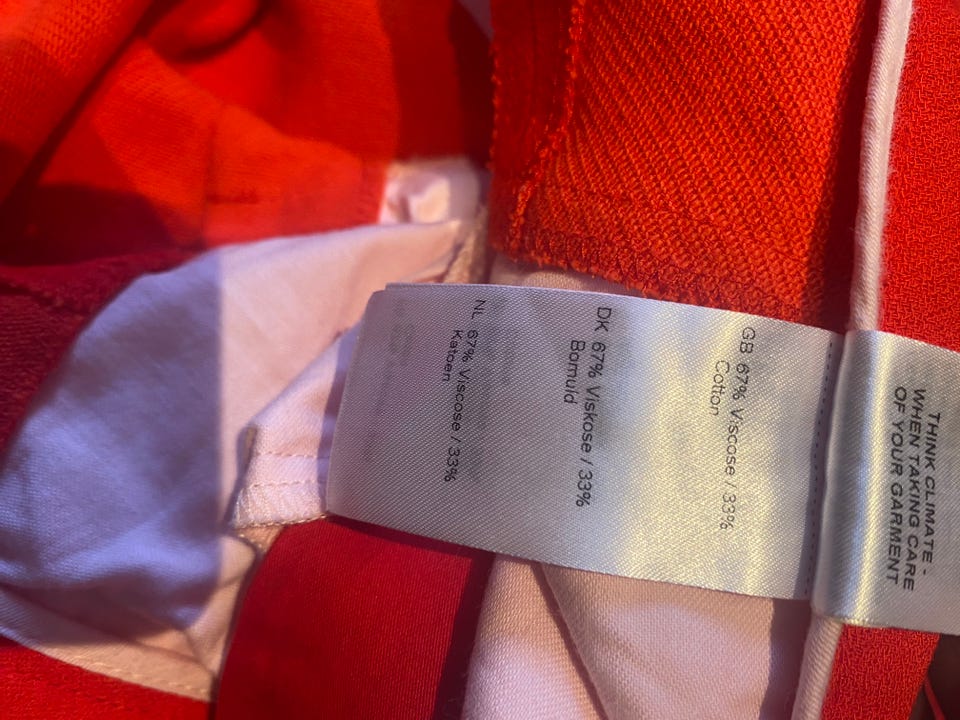 THINK CLIMATE -
WHEN TAKING CARE
OF YOUR GARMENT
GB 67% Viscose / 33%
Cotton
DK 67% Viskose / 33%
Bomuld
NL 67% Viscose / 33%
Katoen